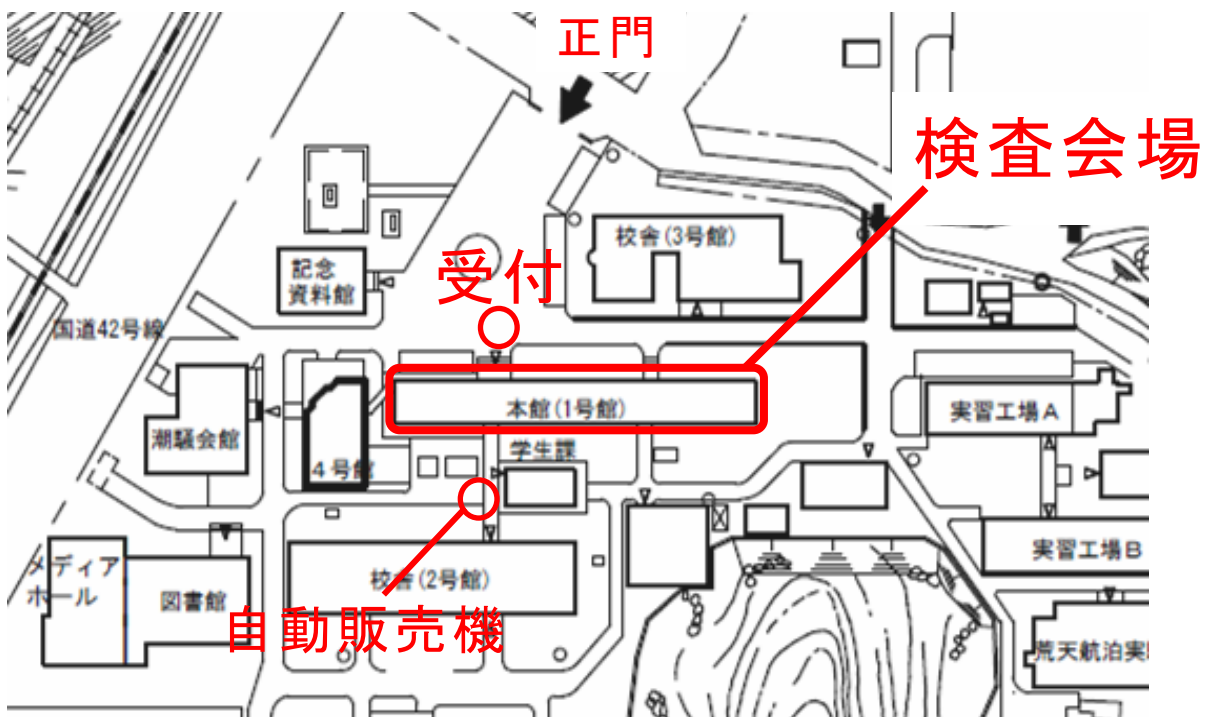 正門
検査会場
校舎(3号館)
受付
記念
資料館
国道42号線
本館(1号館)
実習工場A
潮騒会館
学生課
4号館
メディア
ホール
図書館
校舎(2号館)
実習工場B
自動販売機
荒天航泊実